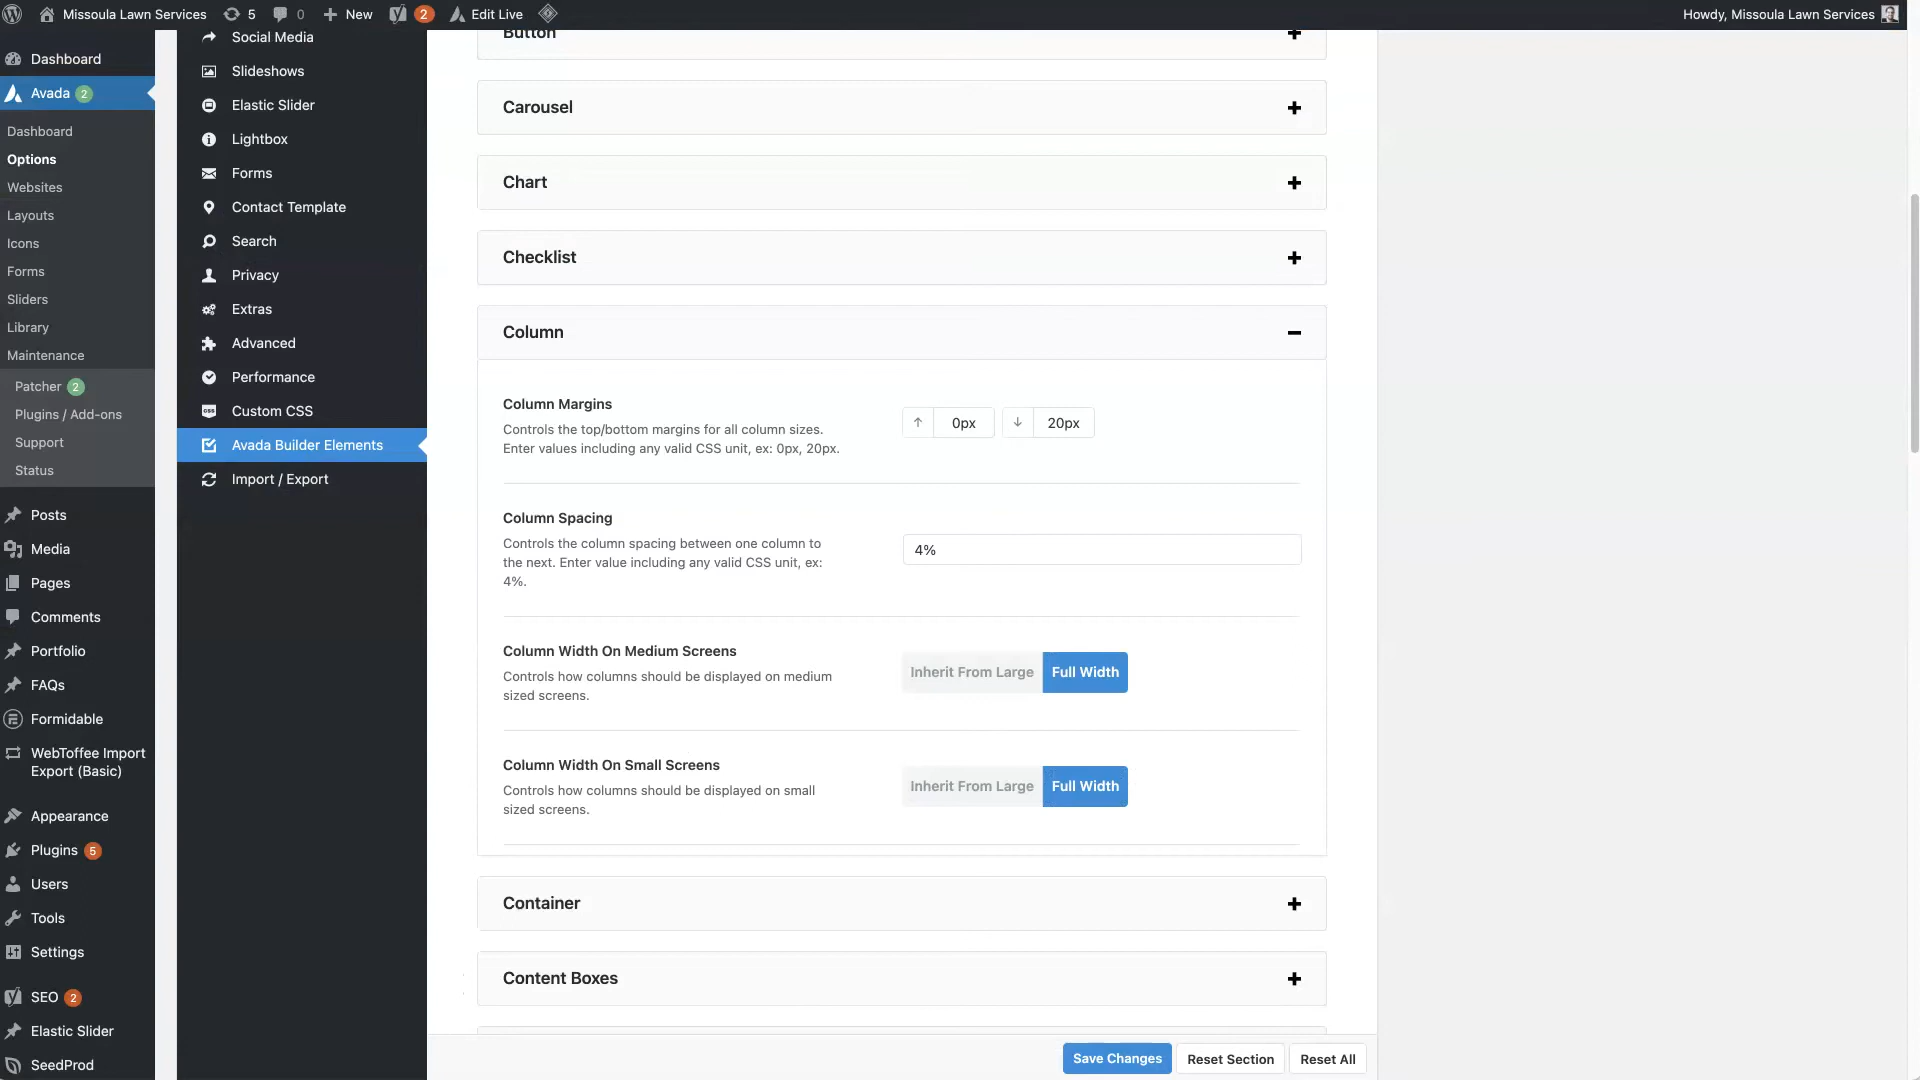 Missoula Lawn Services 5 0 New 2 Edit Live Howdy, Missoula Lawn Services
Dashboard
Avada 2
Dashboard
Options
Websites
Layouts
Icons
Forms
Sliders
Library
Maintenance
Patcher 2
Plugins / Add-ons
Support
Status
Posts
Media
Pages
Comments
Portfolio
FAQs
Formidable
WebToffee Import
Export (Basic)
Appearance
Plugins 5
Users
Tools
Settings
SEO 2
Elastic Slider
SeedProd
Social Media
Slideshows
Elastic Slider
Lightbox
Forms
Contact Template
Search
Privacy
Extras
Advanced
Performance
Custom CSS
Avada Builder Elements
Import / Export
Button
Carousel
Chart
Checklist
Column
Column Margins
Controls the top/bottom margins for all column sizes.
Enter values including any valid CSS unit, ex: 0px, 20px.
0px 20px
Column Spacing
Controls the column spacing between one column to
the next. Enter value including any valid CSS unit, ex:
4%.
4%
Column Width On Medium Screens
Controls how columns should be displayed on medium
sized screens.
Inherit From Large Full Width
Column Width On Small Screens
Controls how columns should be displayed on small
sized screens.
Inherit From Large Full Width
Container
Content Boxes
Save Changes Reset Section Reset All